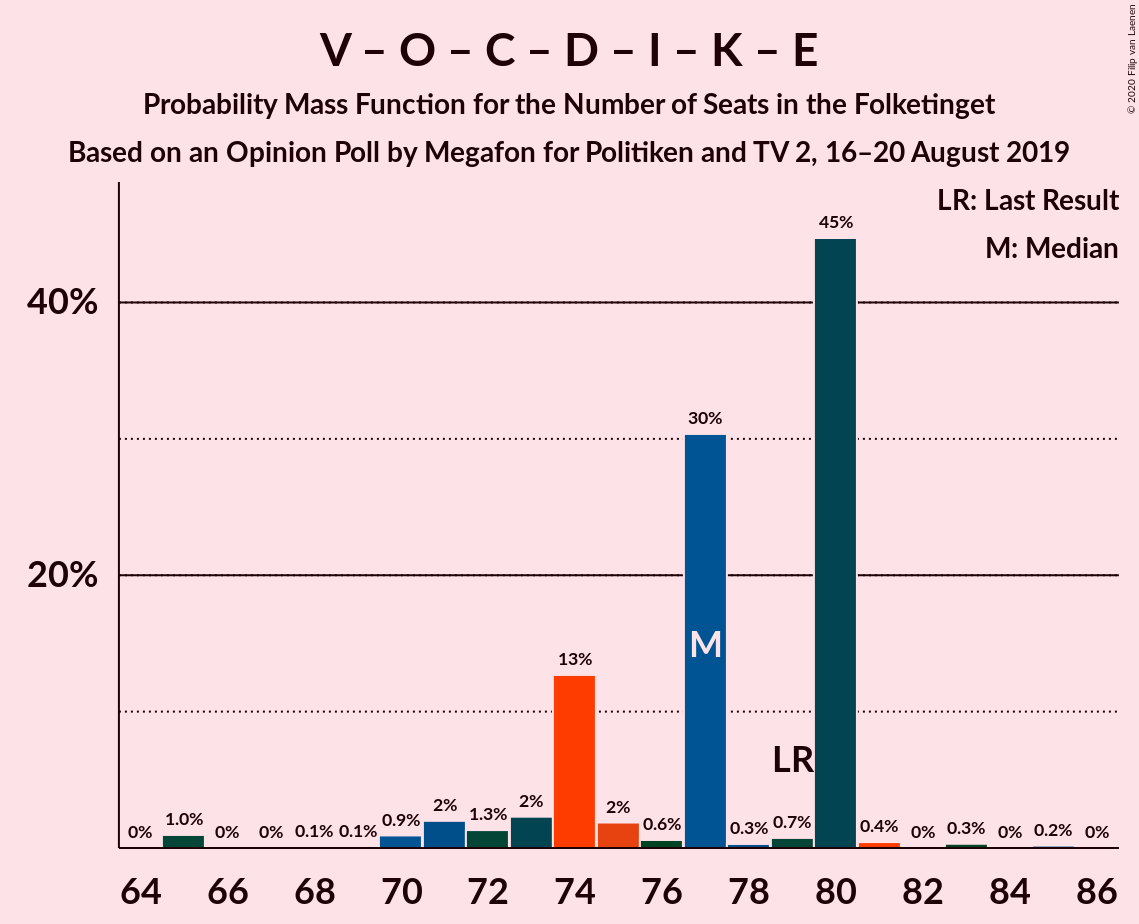 V – O – C – D – I – K – E
Probability Mass Function for the Number of Seats in the Folketinget
Based on an Opinion Poll by Megafon for Politiken and TV 2, 16–20 August 2019
© 2020 Filip van Laenen
LR: Last Result
M: Median
40%
20%
0%
1.0%
0%
0%
0.1%
0.1%
0.9%
2%
1.3%
2%
13%
2%
0.6%
30%
0.3%
0.7%
45%
0.4%
0%
0.3%
0%
0.2%
0%
M
LR
64 66 68 70 72 74 76 78 80 82 84 86